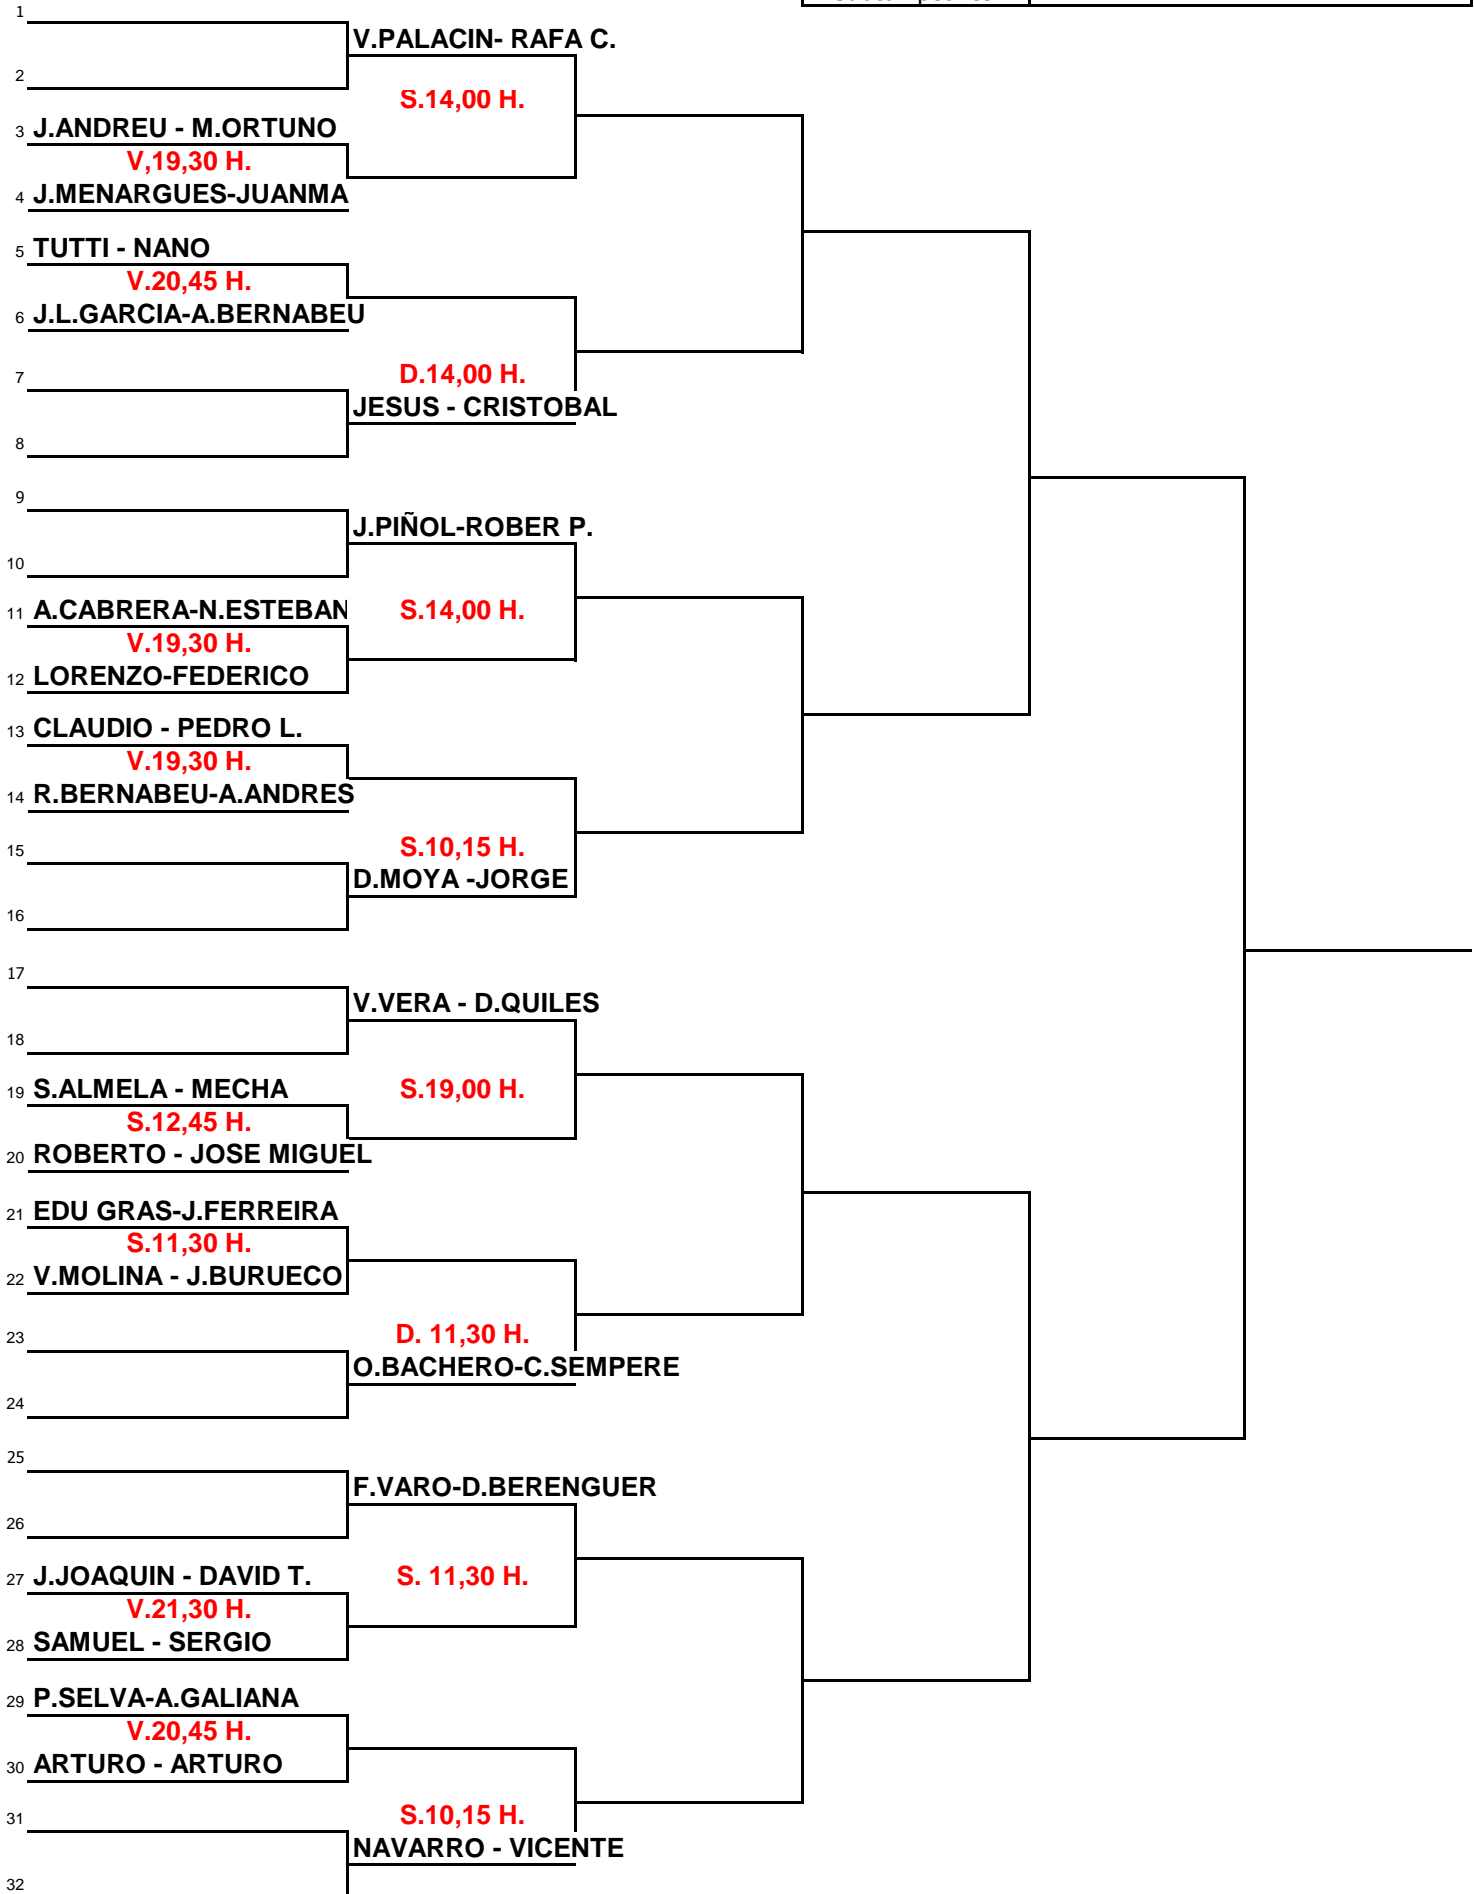 1
V.PALACIN- RAFA C.
2
S.14,00 H.
3 J.ANDREU - M.ORTUNO
V,19,30 H.
4 J.MENARGUES-JUANMA
5 TUTTI - NANO
V.20,45 H.
6 J.L.GARCIA-A.BERNABEU
7
D.14,00 H.
JESUS - CRISTOBAL
8
9
J.PIÑOL-ROBER P.
10
11 A.CABRERA-N.ESTEBAN
S.14,00 H.
V.19,30 H.
12 LORENZO-FEDERICO
13 CLAUDIO - PEDRO L.
V.19,30 H.
14 R.BERNABEU-A.ANDRES
15
S.10,15 H.
D.MOYA -JORGE
16
17
V.VERA - D.QUILES
18
19 S.ALMELA - MECHA
S.19,00 H.
S.12,45 H.
20 ROBERTO - JOSE MIGUEL
21 EDU GRAS-J.FERREIRA
S.11,30 H.
22 V.MOLINA - J.BURUECO
23
D. 11,30 H.
O.BACHERO-C.SEMPERE
24
25
F.VARO-D.BERENGUER
26
27 J.JOAQUIN - DAVID T.
S. 11,30 H.
V.21,30 H.
28 SAMUEL - SERGIO
29 P.SELVA-A.GALIANA
V.20,45 H.
30 ARTURO - ARTURO
31
S.10,15 H.
NAVARRO - VICENTE
32